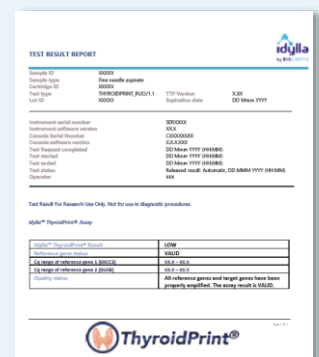 idylla
by BIOCARTIS
TEST RESULT REPORT
Sample ID XXXXX
Sample type Fine needle aspirate
Cartridge ID XXXXX
Test type THYROIDPRINT_RUO/1.1 TTP Version X.XX
Lot ID XXXXX Expiration date DD Mmm YYYY
Instrument serial number
Instrument software version XX.X
Console Serial Number
Console software version X.X.X.XXX
Test Request completed DD Mmm YYYY (HH:MM)
Test started DD Mmm YYYY (HH:MM)
Test ended DD Mmm YYYY (HH:MM)
Test status Released result: Automatic, DD MMM YYYY (HH:MM)
Operator XXX
Test Result For Research Use Only. Not for use in diagnostic procedures.
Idylla™ ThyroidPrint® Assay
Idylla™ ThyroidPrint® Result LOW
Reference gene status VALID
Cq range of reference gene 1 XX.X – XX.X
Cq range of reference gene 2 XX.X – XX.X
Quality status All reference genes and target genes have been
properly amplified. The assay result is VALID.
Page 1 of 1
ThyroidPrint®